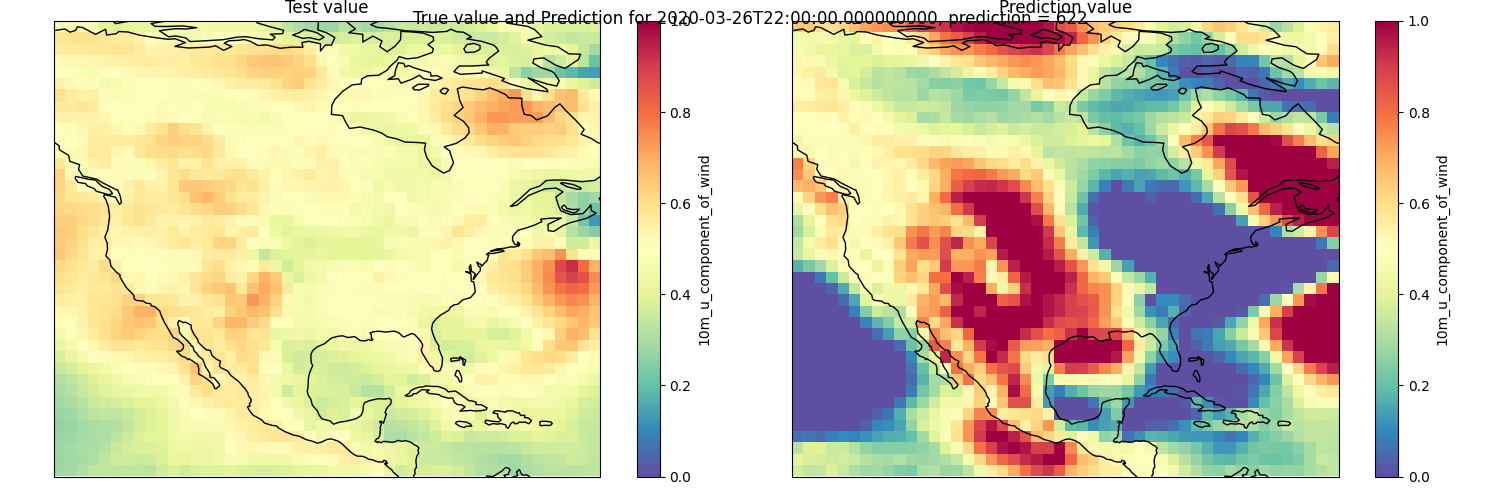 Test value
True value and Prediction for 2020-03-26T22:00:00.000000000 prediction = 622
Prediction value
1.0
0.8
0.6
0.4
0.2
0.0
10m_u_component_of_wind
1.0
0.8
0.6
0.4
0.2
0.0
10m_u_component_of_wind